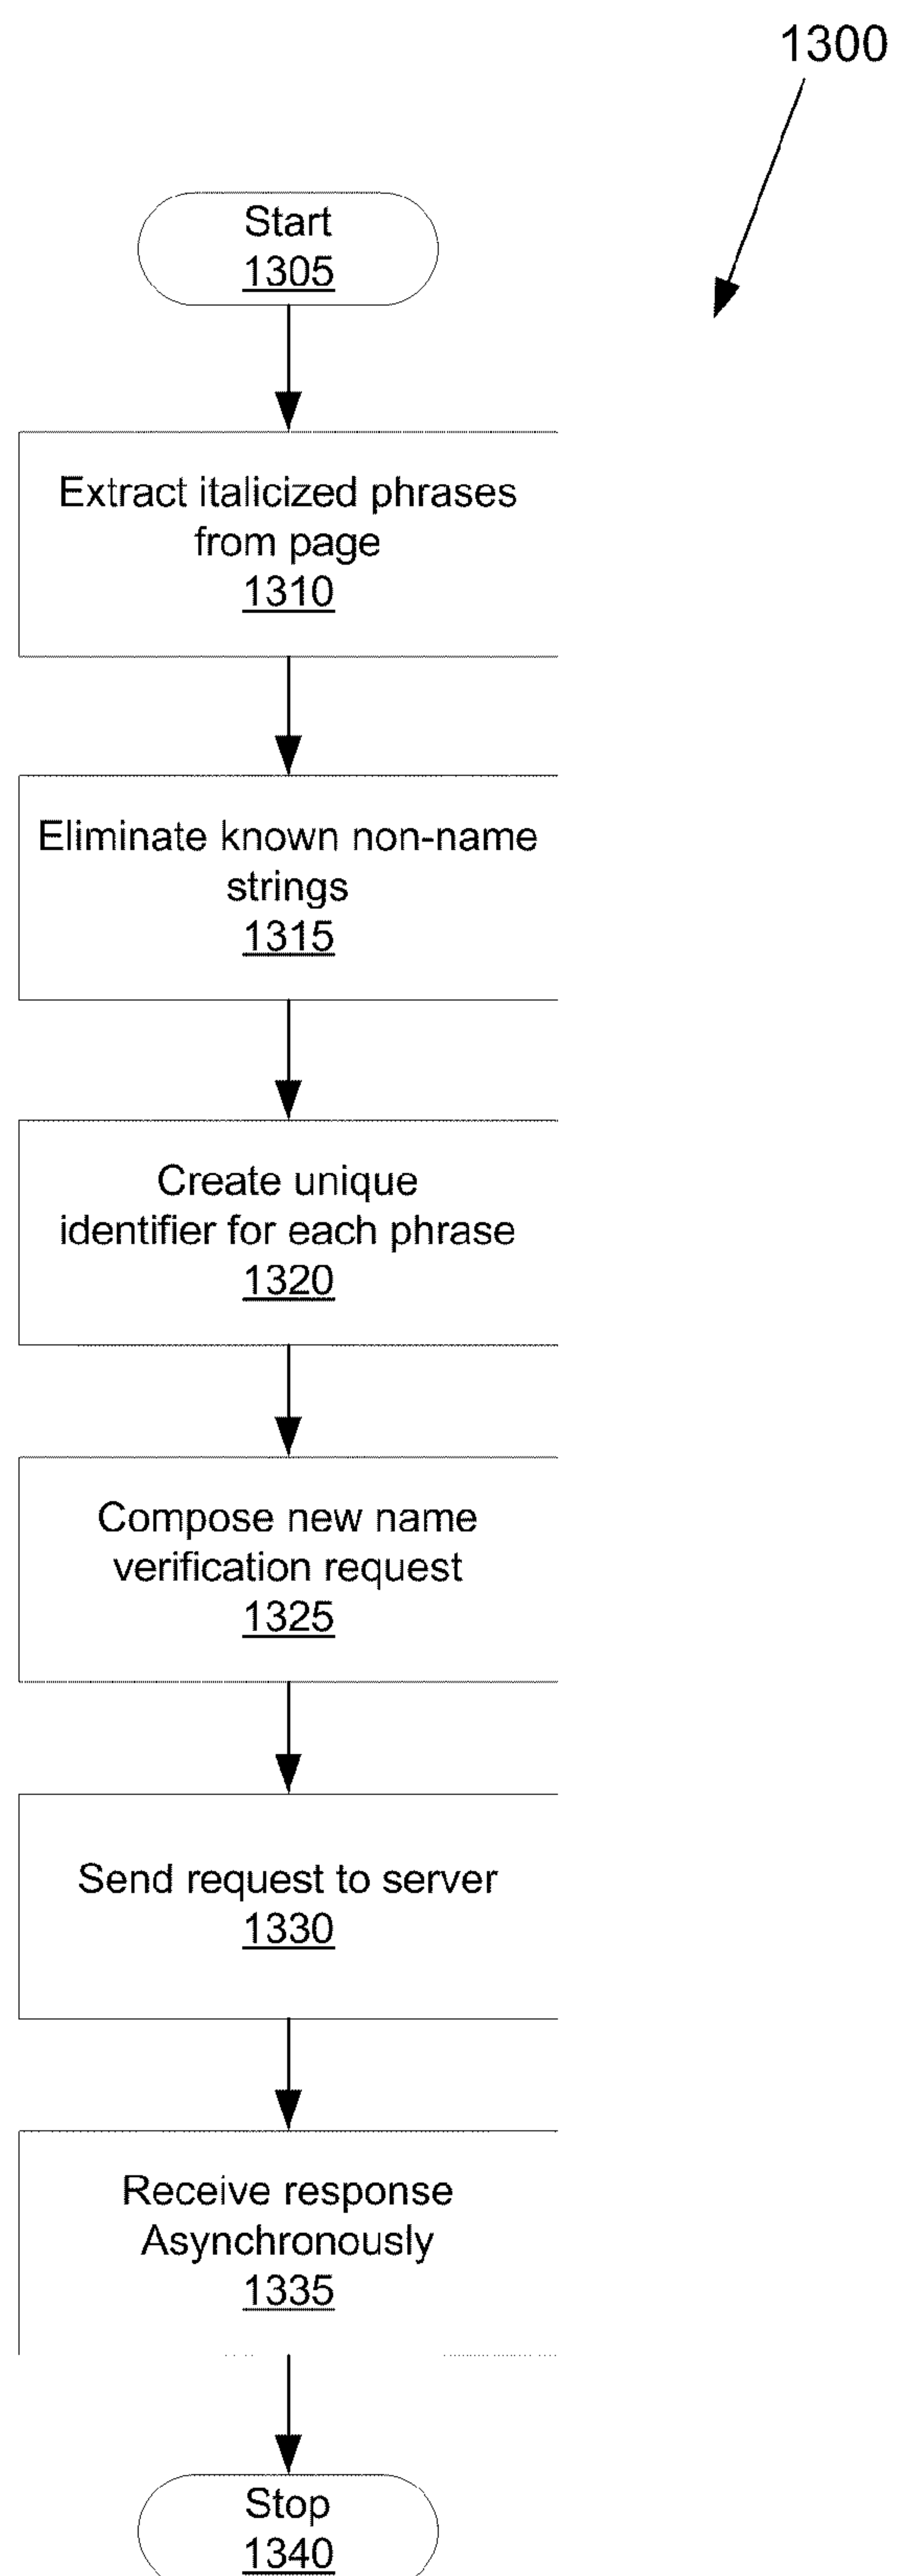 1300
Start
1305
Extract italicized phrases
from page
1310
Eliminate known non-name
strings
1315
Create unique
identifier for each phrase
1320
Compose new name
verification request
1325
Send request to server
1330
Receive response
Asynchronously
1335
Stop
1340